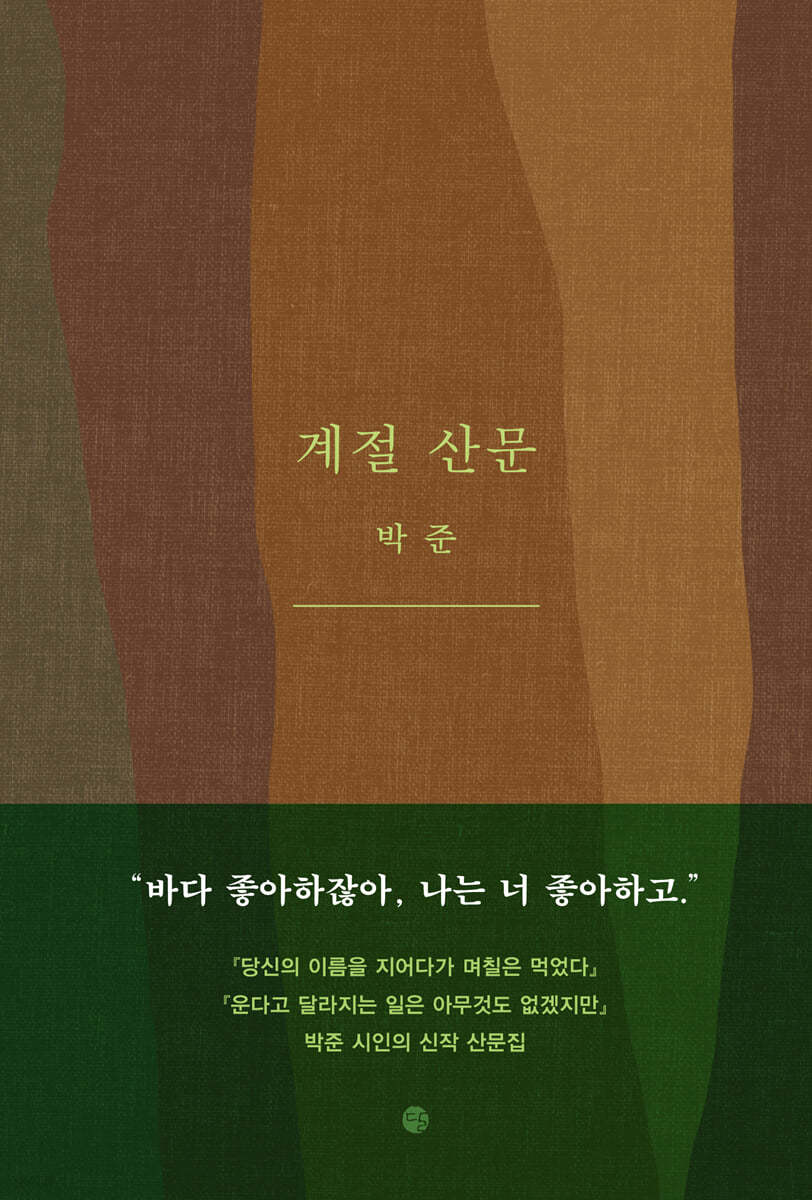 계절 산문
박 준
“바다 좋아하잖아, 나는 너 좋아하고.”
『당신의 이름을 지어다가 며칠은 먹었다』
『운다고 달라지는 일은 아무것도 없겠지만』
박준 시인의 신작 산문집
달